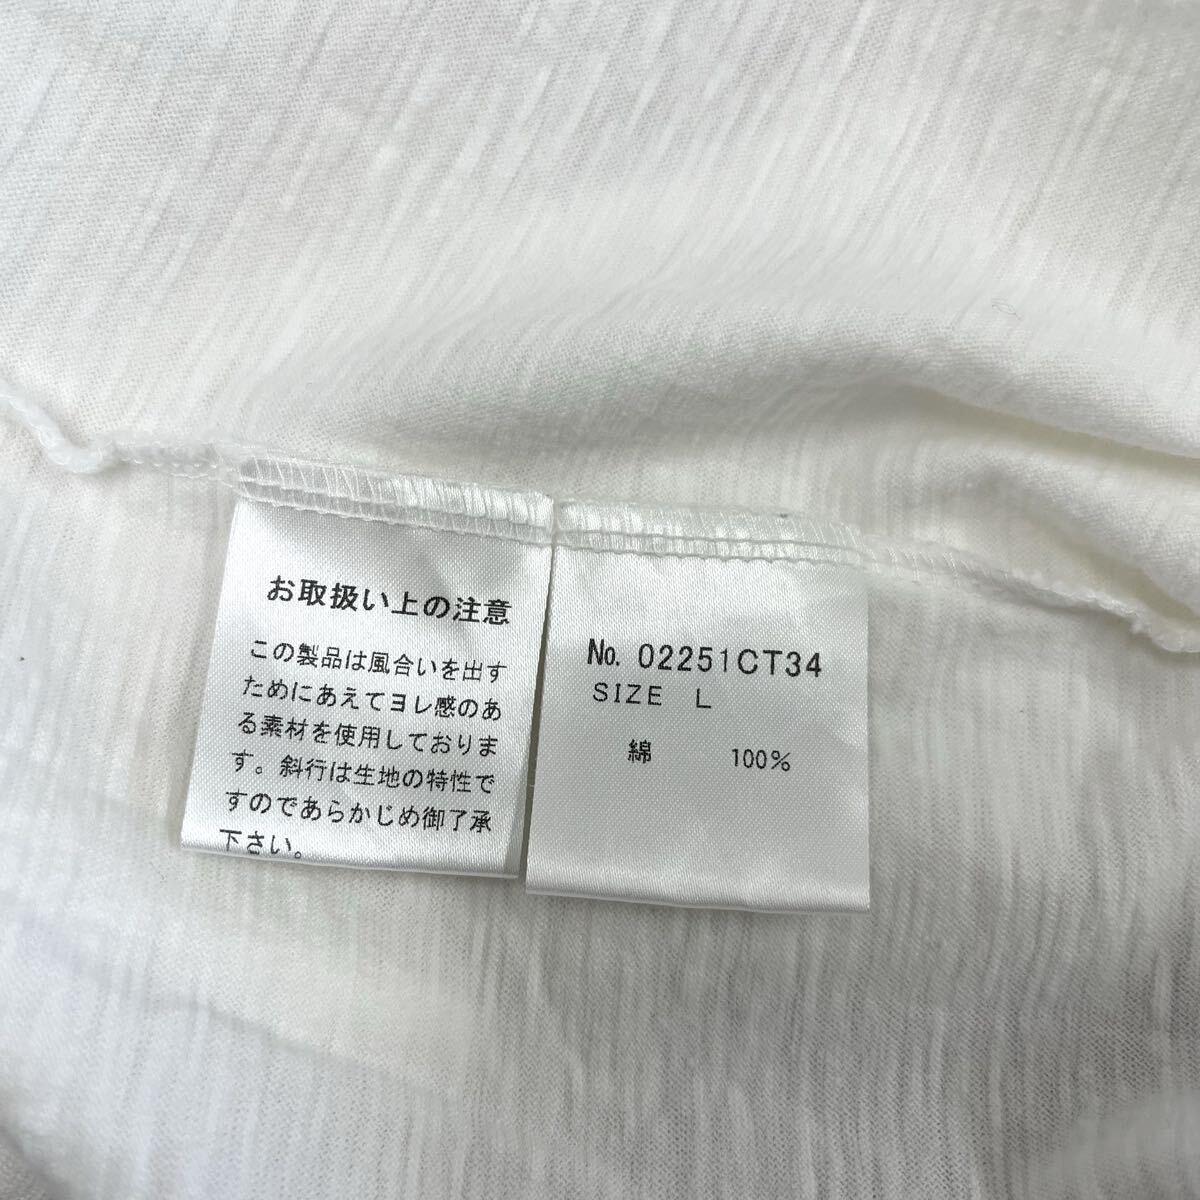 お取扱い上の注意
この製品は風合いを出す
ためにあえてヨレ感のあ
る素材を使用しておりま
す。斜行は生地の特性で
すのであらかじめ御了承
下さい。
№ 02251CT34
SIZE L
綿 100%